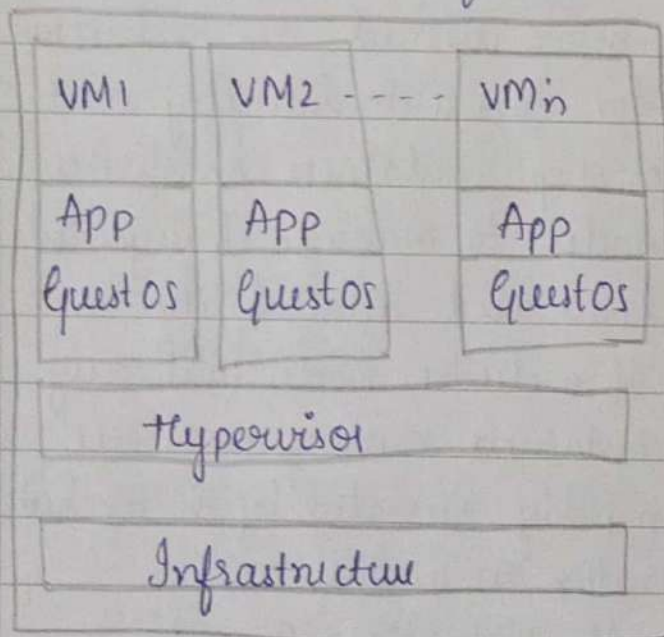 VM1 VM2 ---- VMn
App App App
Guest OS Guest OS Guest OS
Hypervisor
Infrastructure